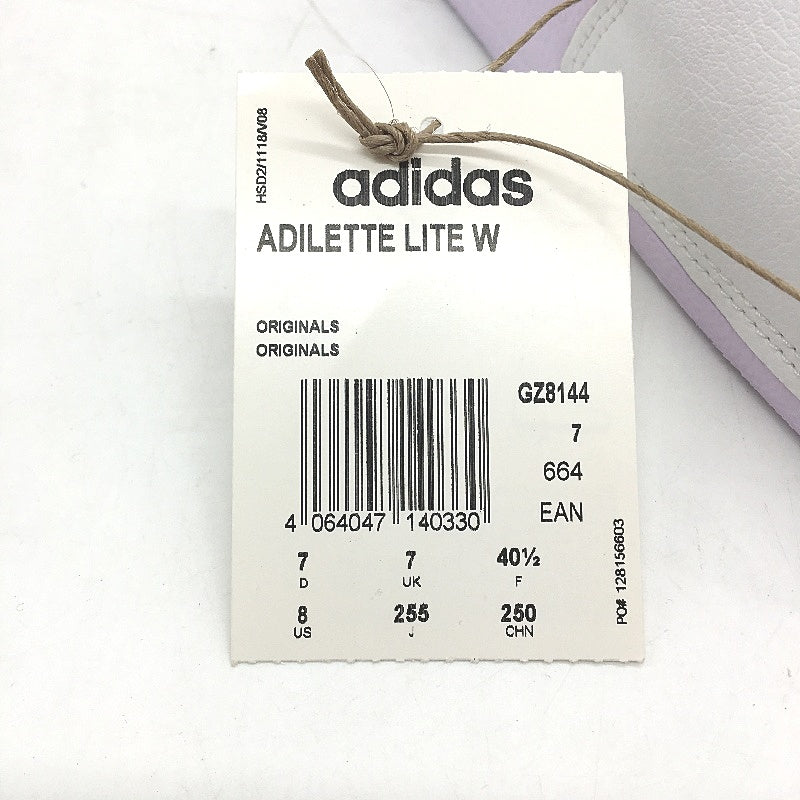 HSD2/1118/V08
adidas
ADILETTE LITE W
ORIGINALS
ORIGINALS
GZ8144
7
664
EAN
4 064047 140330
7 7 40½
D UK F
8 255 250
US J CHN
PO# 128156603